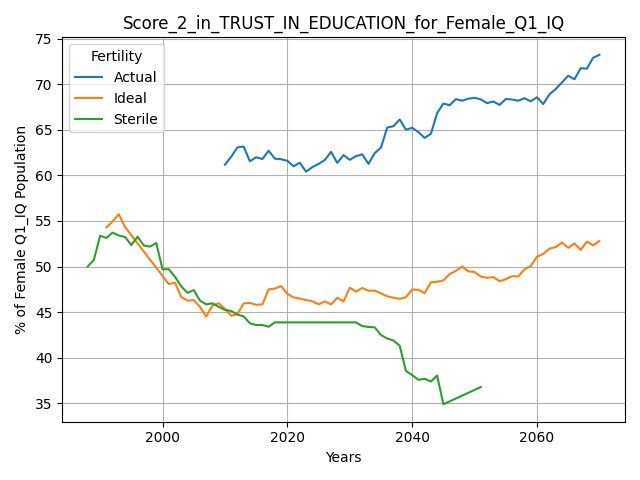 Score_2_in_TRUST_IN_EDUCATION_for_Female_Q1_IQ
Fertility
Actual
Ideal
Sterile
% of Female Q1_IQ Population
75
70
65
60
55
50
45
40
35
2000
2020
2040
2060
Years